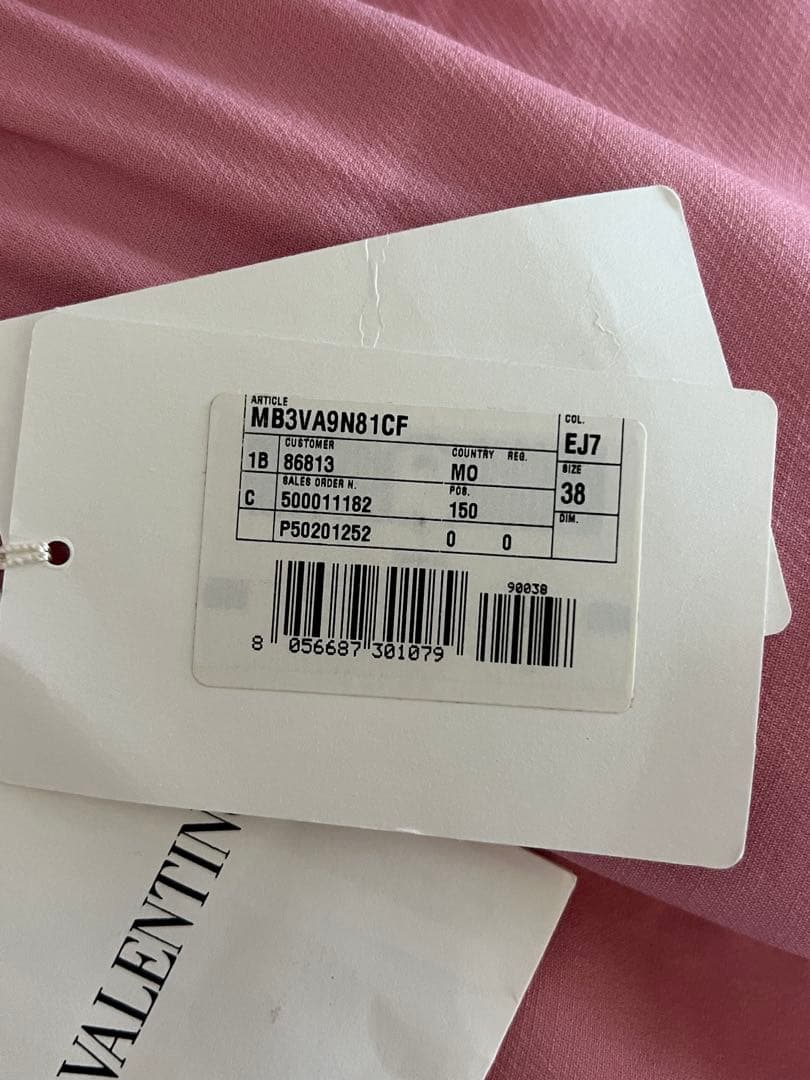 ARTICLE
MB3VA9N81CF
COL.
EJ7
CUSTOMER
1B 86813
COUNTRY REG.
MO
SIZE
38
SALES ORDER N.
C 500011182
POS.
150
DIM.
P50201252 0 0
90038
8 056687 301079
VALENTIN